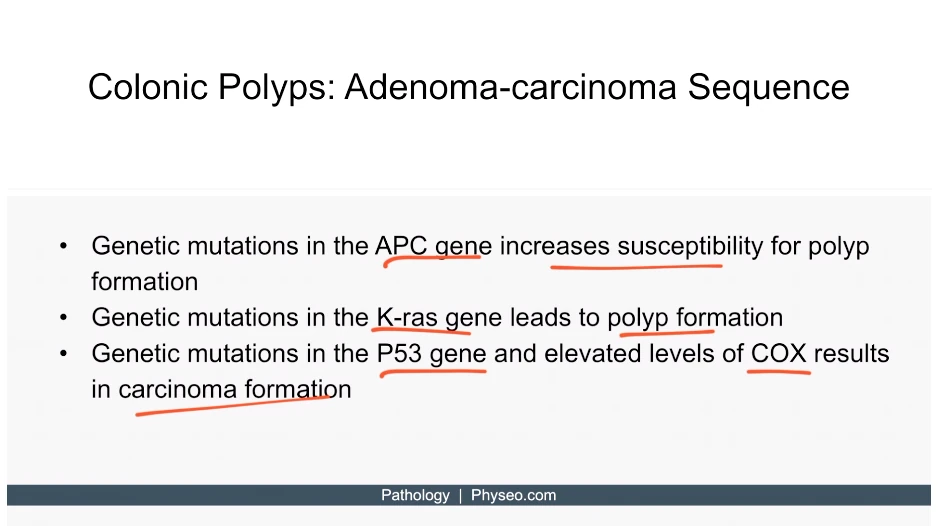 Colonic Polyps: Adenoma-carcinoma Sequence
• Genetic mutations in the APC gene increases susceptibility for polyp
formation
• Genetic mutations in the K-ras gene leads to polyp formation
• Genetic mutations in the P53 gene and elevated levels of COX results
in carcinoma formation
Pathology | Physeo.com